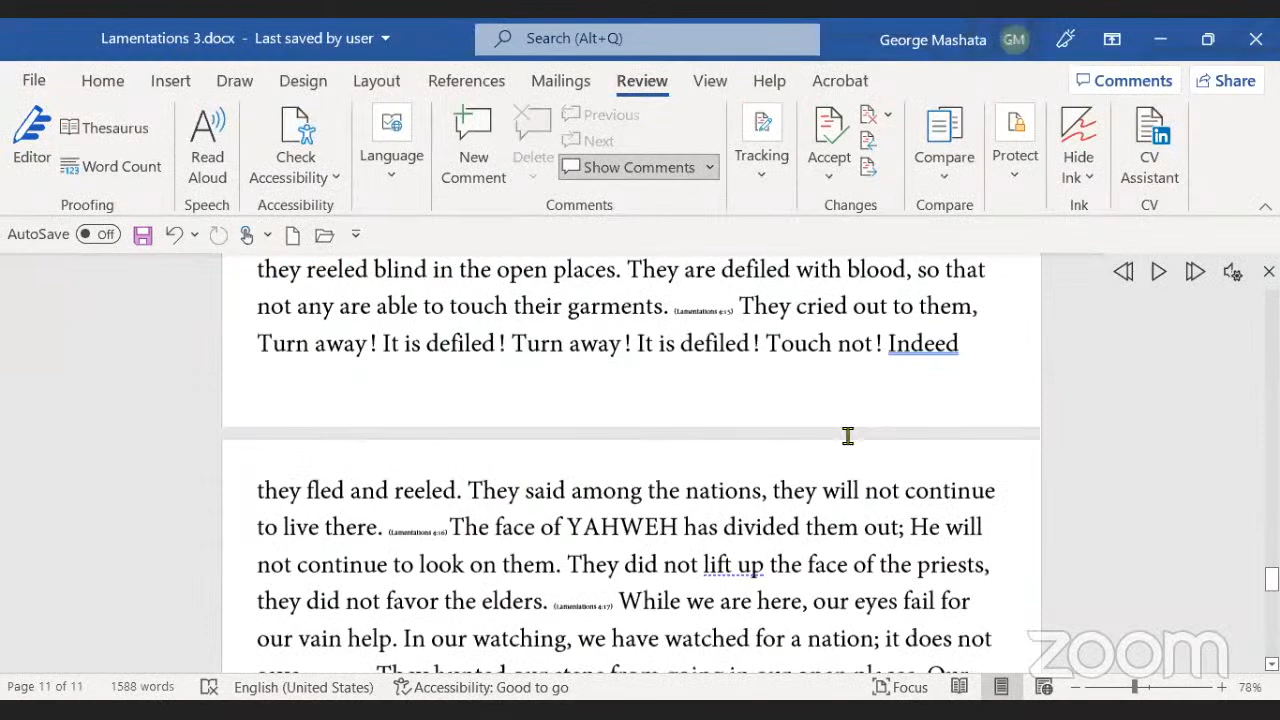 Lamentations 3.docx - Last saved by user
Search (Alt+Q)
George Mashata GM
File Home Insert Draw Design Layout References Mailings Review View Help Acrobat Comments Share
Editor
Thesaurus
Word Count
Proofing
Read Aloud
Speech
Check Accessibility
Accessibility
Language
New Comment
Delete
Previous
Next
Show Comments
Comments
Tracking
Accept
Changes
Compare
Compare
Protect
Hide Ink
Ink
CV Assistant
CV
AutoSave Off
they reeled blind in the open places. They are defiled with blood, so that
not any are able to touch their garments. (Lamentations 4:15) They cried out to them,
Turn away! It is defiled! Turn away! It is defiled! Touch not! Indeed
they fled and reeled. They said among the nations, they will not continue
to live there. (Lamentations 4:16) The face of YAHWEH has divided them out; He will
not continue to look on them. They did not lift up the face of the priests,
they did not favor the elders. (Lamentations 4:17) While we are here, our eyes fail for
our vain help. In our watching, we have watched for a nation; it does not
zoom
Page 11 of 11 1588 words English (United States) Accessibility: Good to go Focus 78%